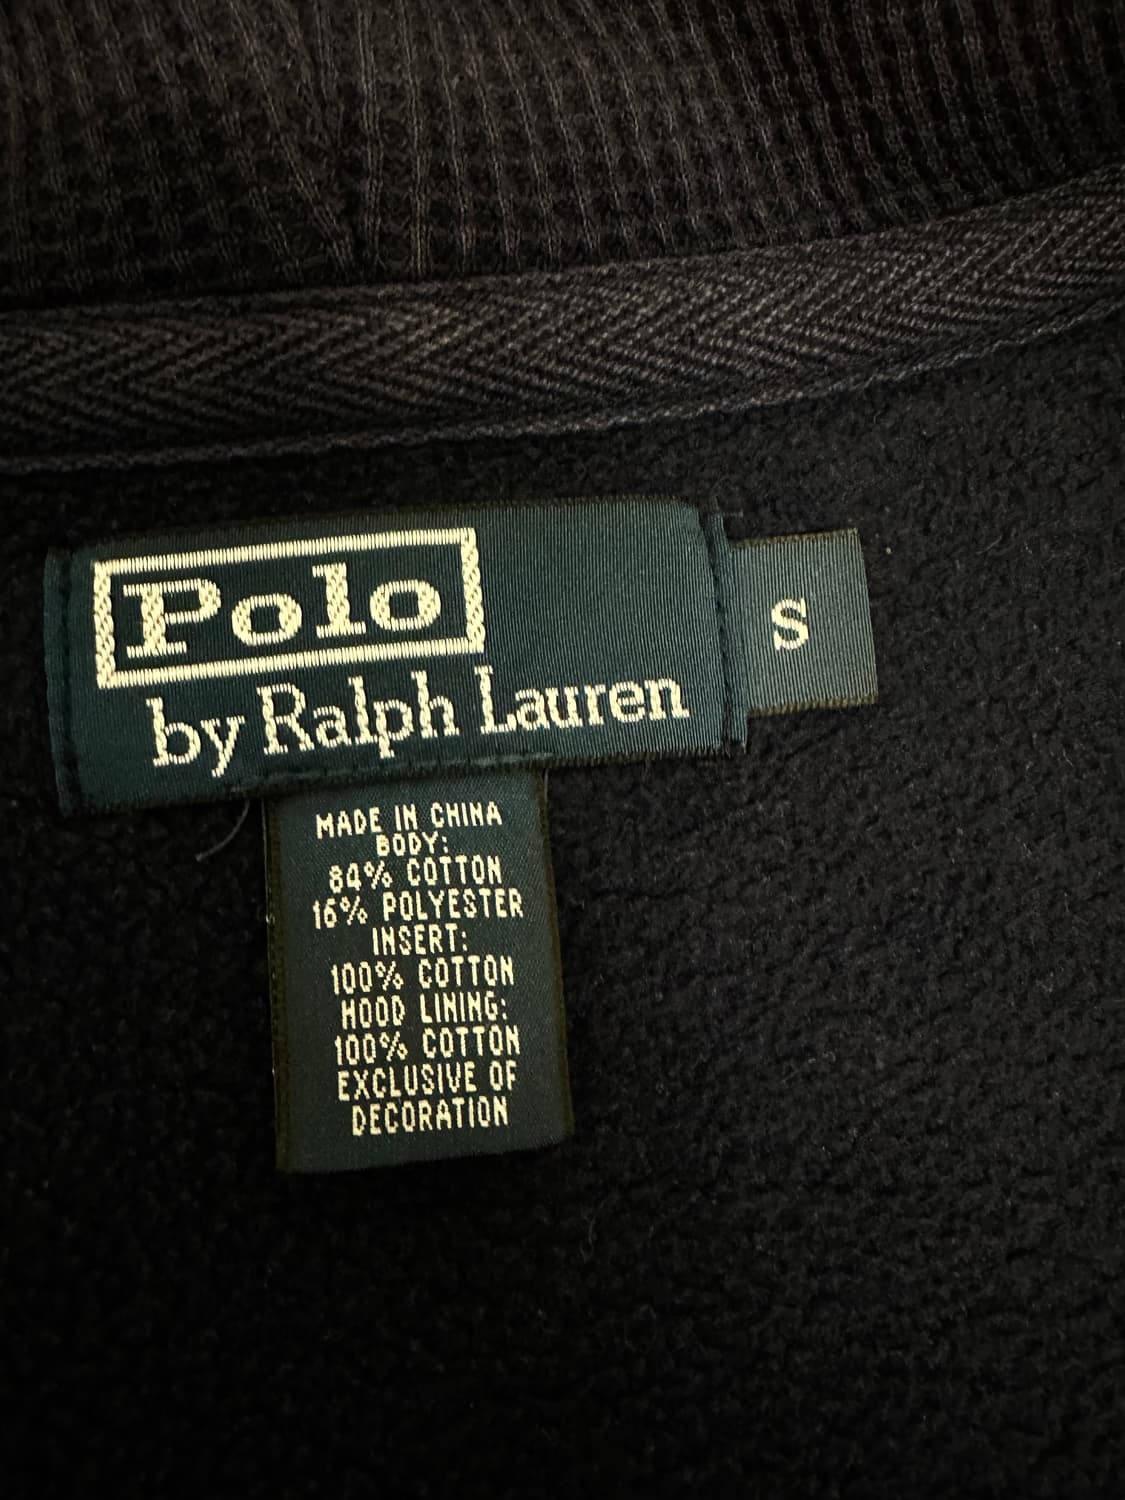 Polo
by Ralph Lauren
S
MADE IN CHINA
BODY:
84% COTTON
16% POLYESTER
INSERT:
100% COTTON
HOOD LINING:
100% COTTON
EXCLUSIVE OF
DECORATION